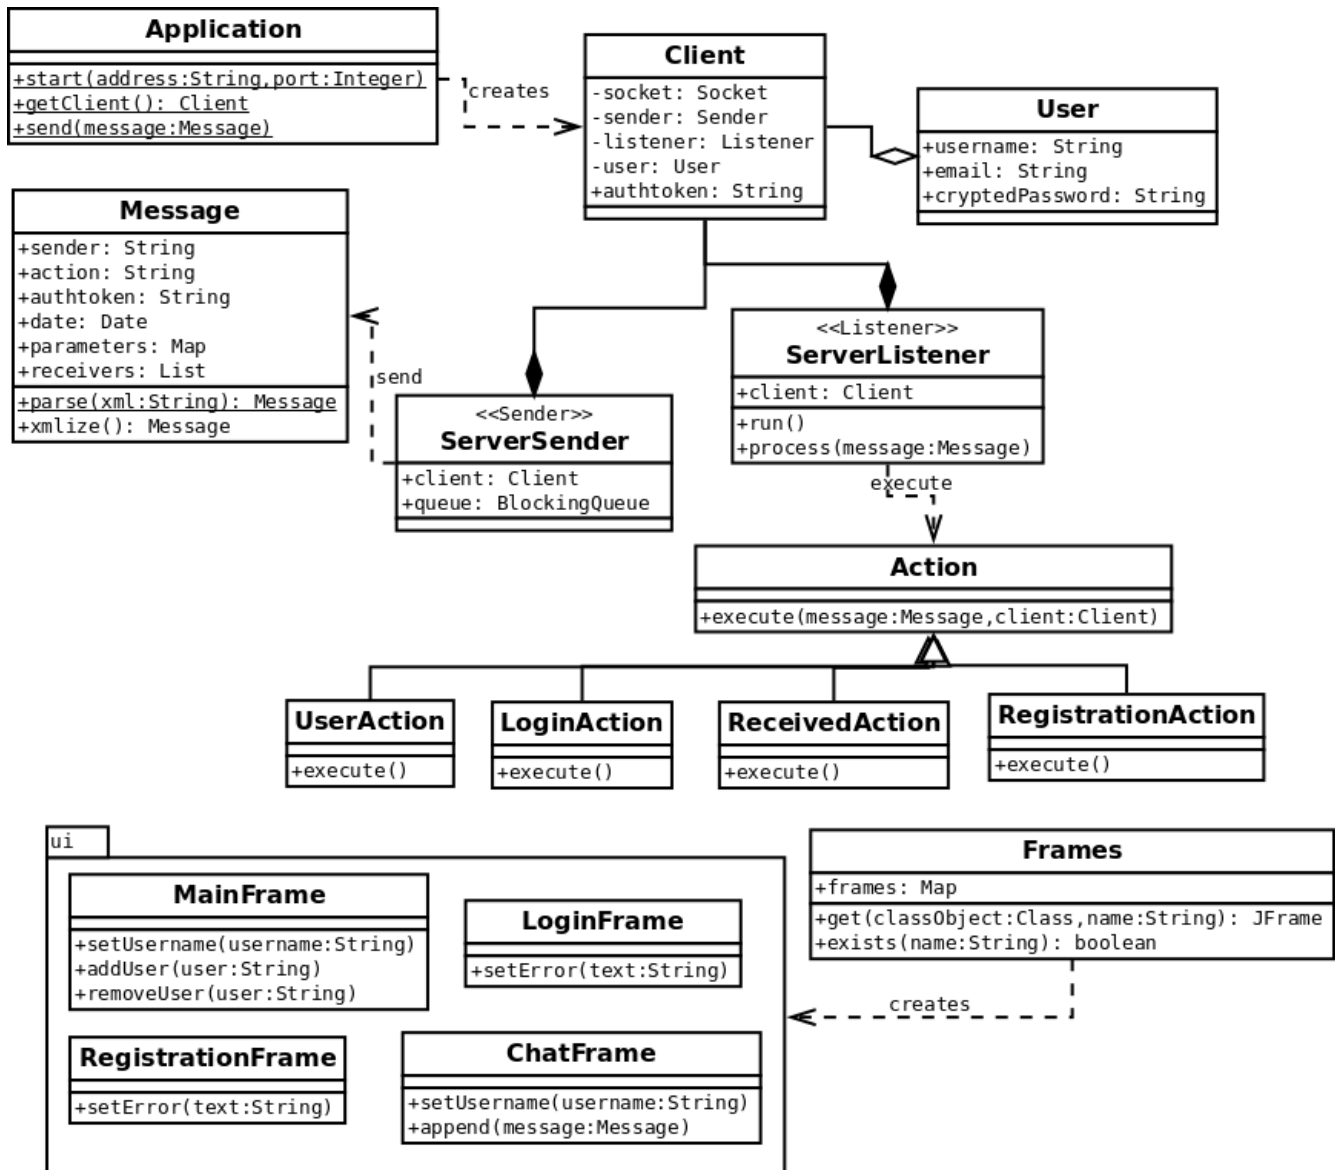 Application
+start(address:String,port:Integer)
+getClient(): Client
+send(message:Message)
creates
Client
-socket: Socket
-sender: Sender
-listener: Listener
-user: User
+authtoken: String
User
+username: String
+email: String
+cryptedPassword: String
Message
+sender: String
+action: String
+authtoken: String
+date: Date
+parameters: Map
+receivers: List
+parse(xml:String): Message
+xmlize(): Message
send
<<Sender>>
ServerSender
+client: Client
+queue: BlockingQueue
<<Listener>>
ServerListener
+client: Client
+run()
+process(message:Message)
execute
Action
+execute(message:Message,client:Client)
UserAction
+execute()
LoginAction
+execute()
ReceivedAction
+execute()
RegistrationAction
+execute()
ui
MainFrame
+setUsername(username:String)
+addUser(user:String)
+removeUser(user:String)
LoginFrame
+setError(text:String)
RegistrationFrame
+setError(text:String)
ChatFrame
+setUsername(username:String)
+append(message:Message)
Frames
+frames: Map
+get(classObject:Class,name:String): JFrame
+exists(name:String): boolean
creates